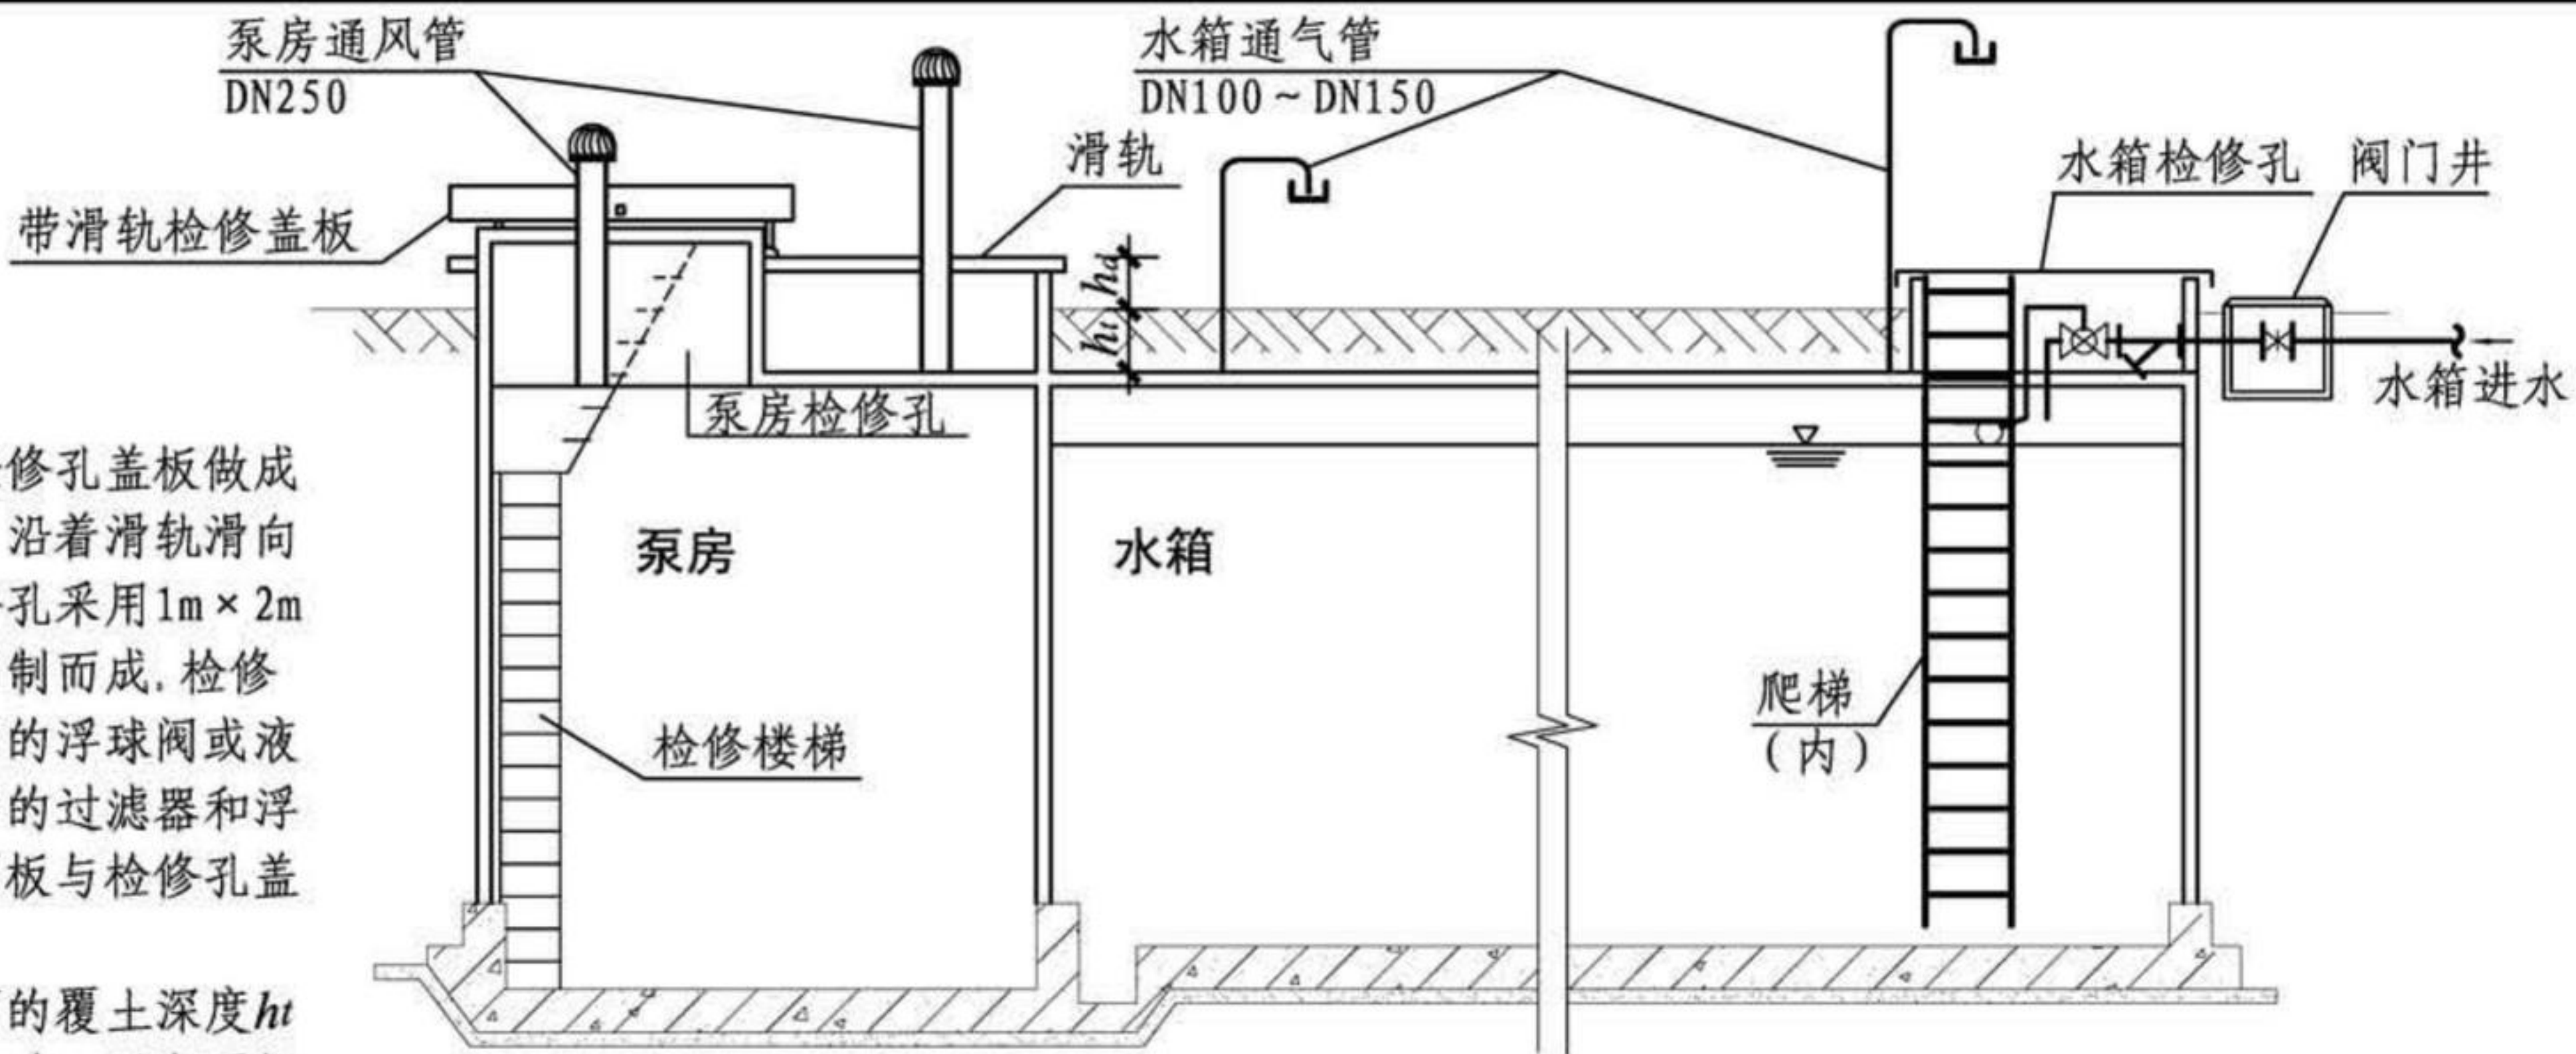 泵房通风管
DN250
水箱通气管
DN100~DN150
滑轨
水箱检修孔
阀门井
带滑轨检修盖板
hd
ht
水箱进水
泵房检修孔
修孔盖板做成
沿着滑轨滑向
孔采用1m×2m
制而成.检修
的浮球阀或液
的过滤器和浮
板与检修孔盖
的覆土深度ht
泵房
水箱
检修楼梯
爬梯
(内)